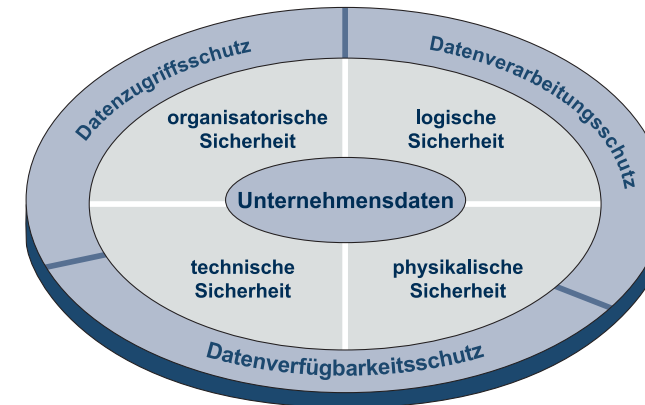 Datenzugriffsschutz
Datenverarbeitungsschutz
organisatorische
Sicherheit
logische
Sicherheit
Unternehmensdaten
technische
Sicherheit
physikalische
Sicherheit
Datenverfügbarkeitsschutz